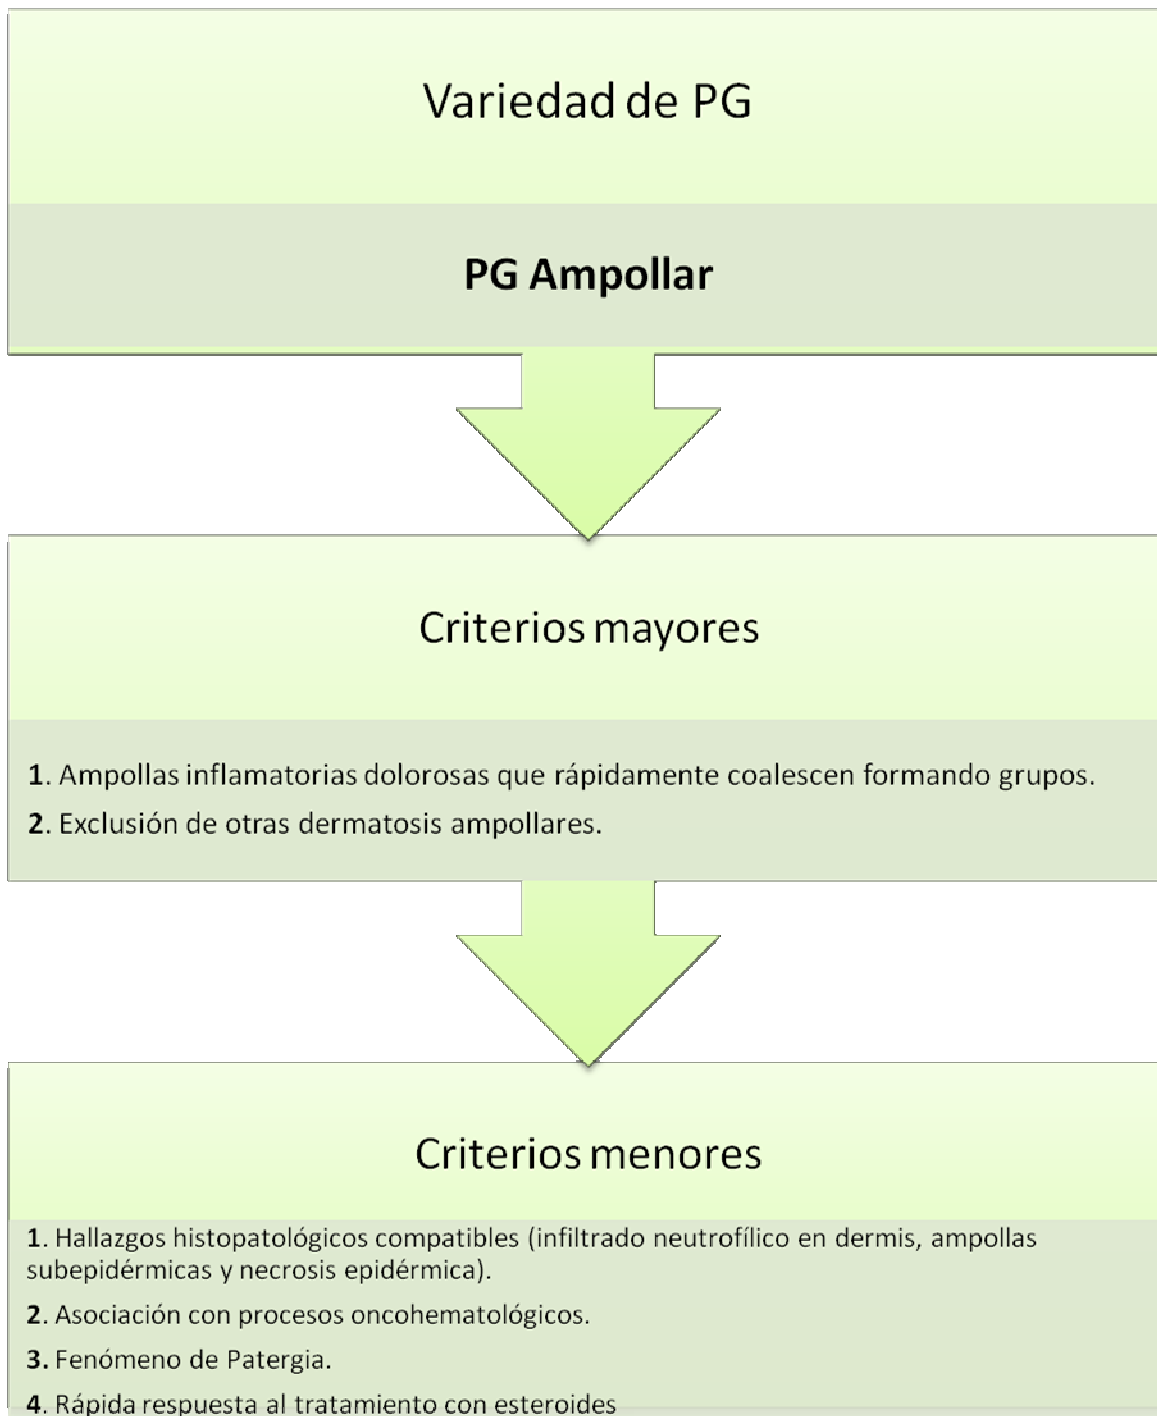 Variedad de PG
PG Ampollar
Criterios mayores
1. Ampollas inflamatorias dolorosas que rápidamente coalescen formando grupos.
2. Exclusión de otras dermatosis ampollares.
Criterios menores
1. Hallazgos histopatológicos compatibles (infiltrado neutrofílico en dermis, ampollas
subepidérmicas y necrosis epidérmica).
2. Asociación con procesos oncohematológicos.
3. Fenómeno de Patergia.
4. Rápida respuesta al tratamiento con esteroides